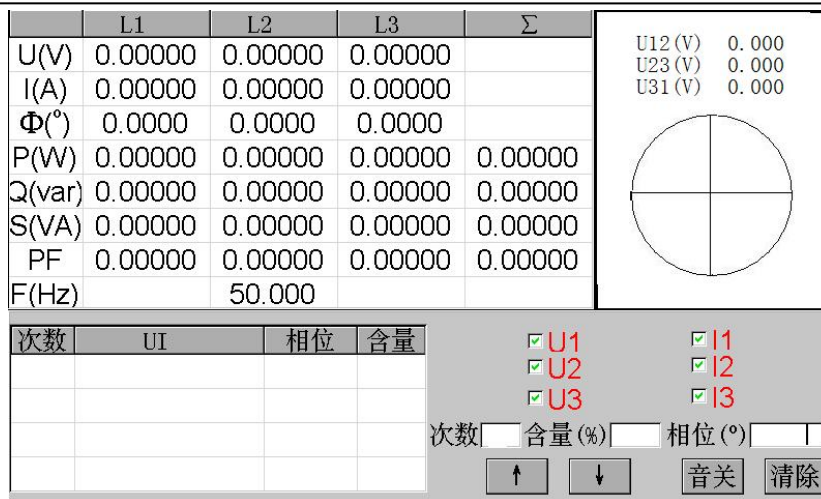 L1 L2 L3 Σ
U(V) 0.00000 0.00000 0.00000
I(A) 0.00000 0.00000 0.00000
Φ(°) 0.0000 0.0000 0.0000
P(W) 0.00000 0.00000 0.00000 0.00000
Q(var) 0.00000 0.00000 0.00000 0.00000
S(VA) 0.00000 0.00000 0.00000 0.00000
PF 0.00000 0.00000 0.00000 0.00000
F(Hz) 50.000
U12(V) 0.000
U23(V) 0.000
U31(V) 0.000
次数 UI 相位 含量
U1 I1
U2 I2
U3 I3
次数 含量(%) 相位(°)
↑ ↓ 音关 清除